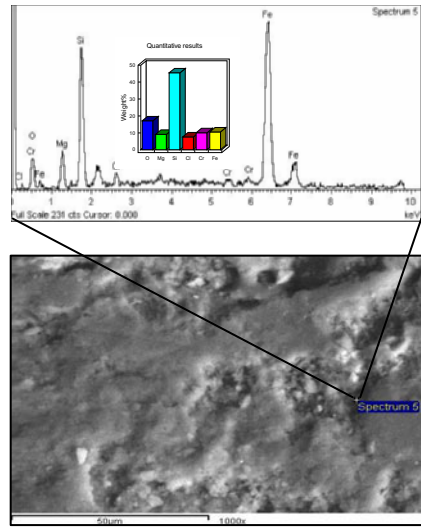 Spectrum 5
Fe
Si
Quantitative results
50
40
30
20
10
0
Weight%
O Mg Si Cl Cr Fe
O
Cr
Mg
Fe
Cl
Fe
Cr
Cr
0 1 2 3 4 5 6 7 8 9 10
Full Scale 231 cts Cursor: 0.000
keV
Spectrum 5
50µm
1000x